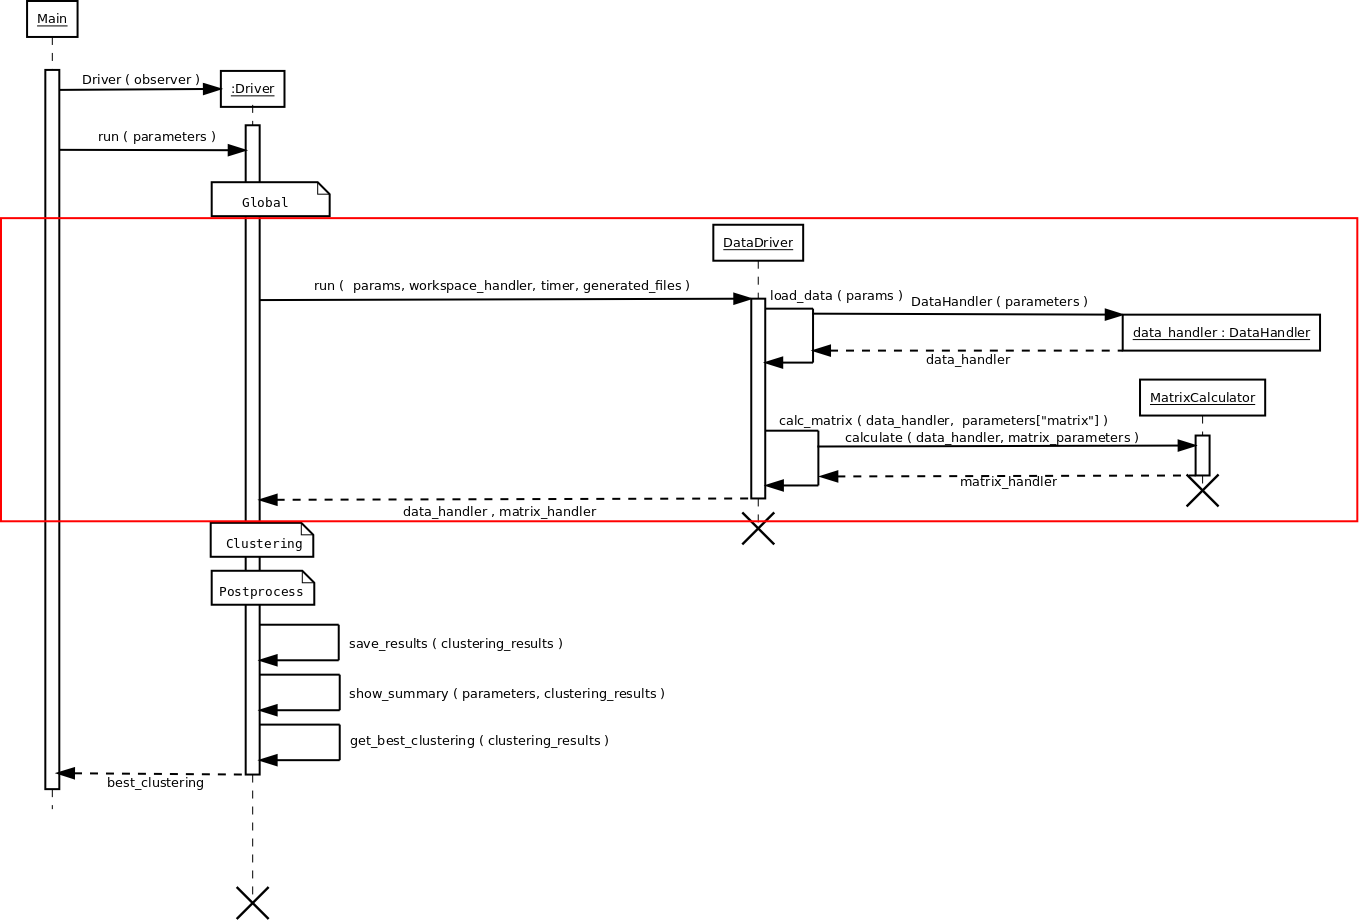 Main
Driver ( observer )
:Driver
run ( parameters )
Global
DataDriver
run (  params, workspace_handler, timer, generated_files )
load_data ( params )
DataHandler ( parameters )
data_handler : DataHandler
data_handler
MatrixCalculator
calc_matrix ( data_handler,  parameters["matrix"] )
calculate ( data_handler, matrix_parameters )
matrix_handler
data_handler , matrix_handler
Clustering
Postprocess
save_results ( clustering_results )
show_summary ( parameters, clustering_results )
get_best_clustering ( clustering_results )
best_clustering